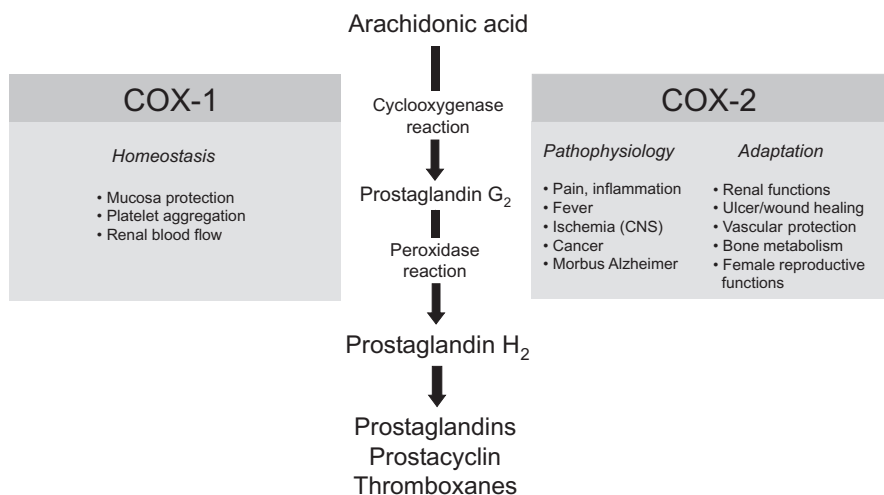 Arachidonic acid
COX-1
Homeostasis
• Mucosa protection
• Platelet aggregation
• Renal blood flow
Cyclooxygenase
reaction
Prostaglandin G₂
Peroxidase
reaction
Prostaglandin H₂
Prostaglandins
Prostacyclin
Thromboxanes
COX-2
Pathophysiology
• Pain, inflammation
• Fever
• Ischemia (CNS)
• Cancer
• Morbus Alzheimer
Adaptation
• Renal functions
• Ulcer/wound healing
• Vascular protection
• Bone metabolism
• Female reproductive
functions